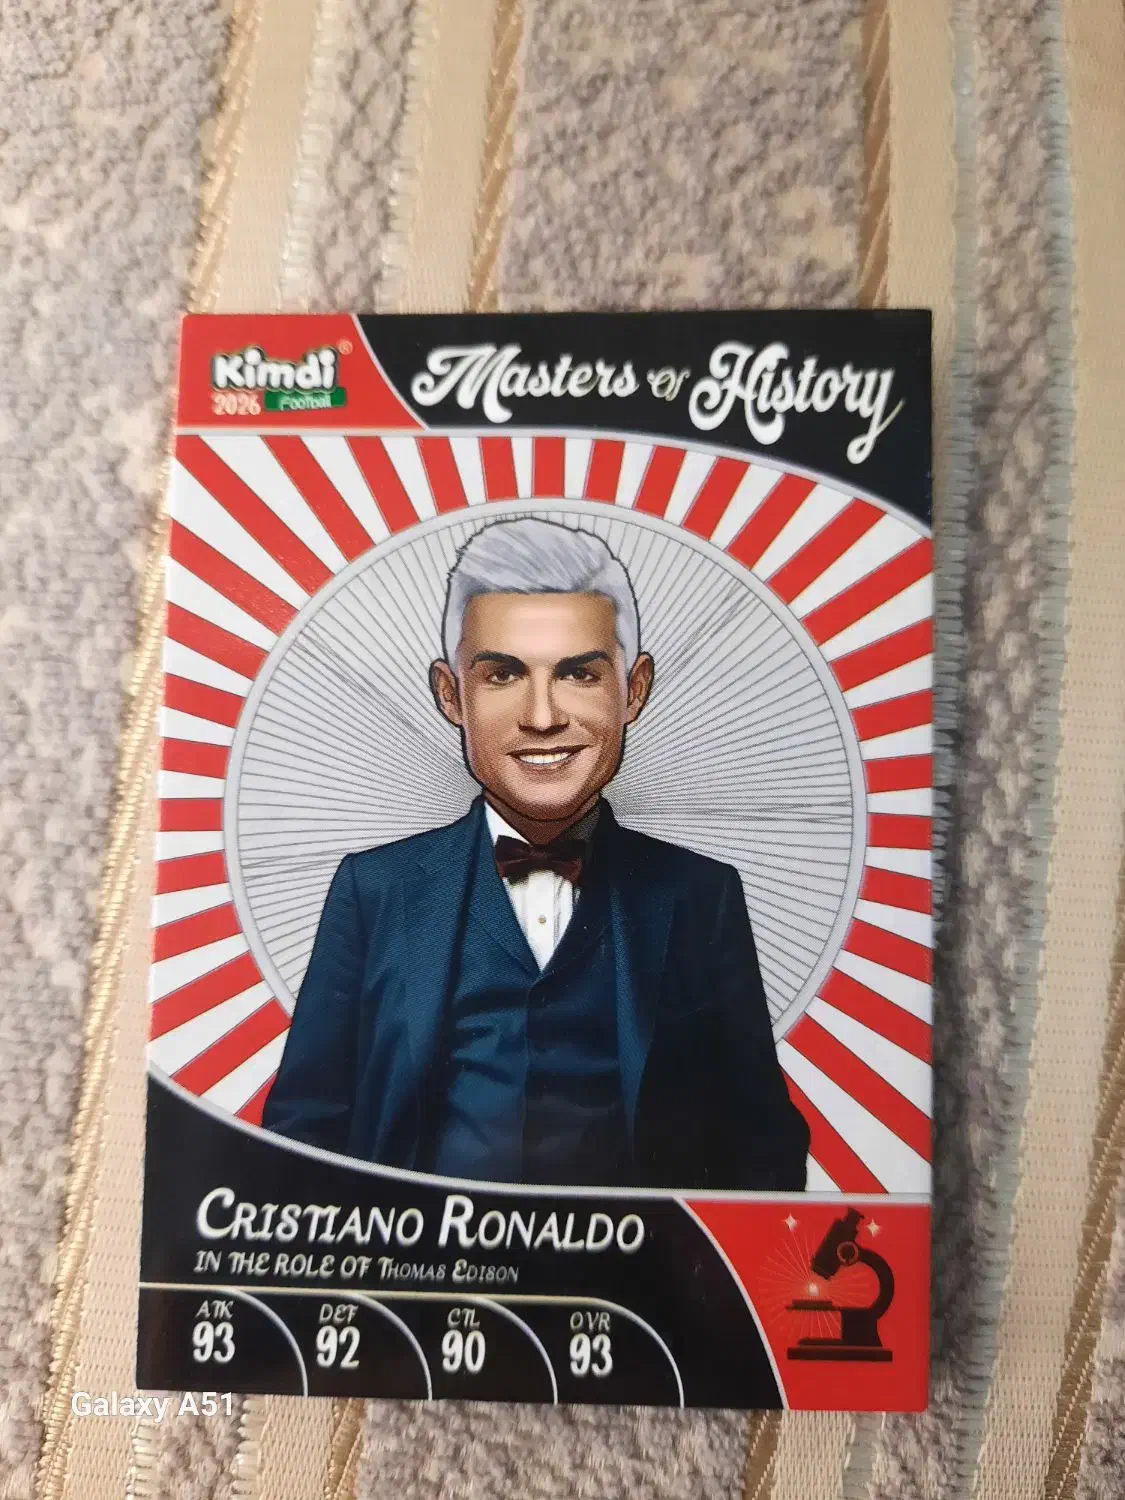 Kimdi®
2026 Football
Masters Of History
CRISTIANO RONALDO
IN THE ROLE OF THOMAS EDISON
ATK DEF CTL OVR
93 92 90 93
Galaxy A51